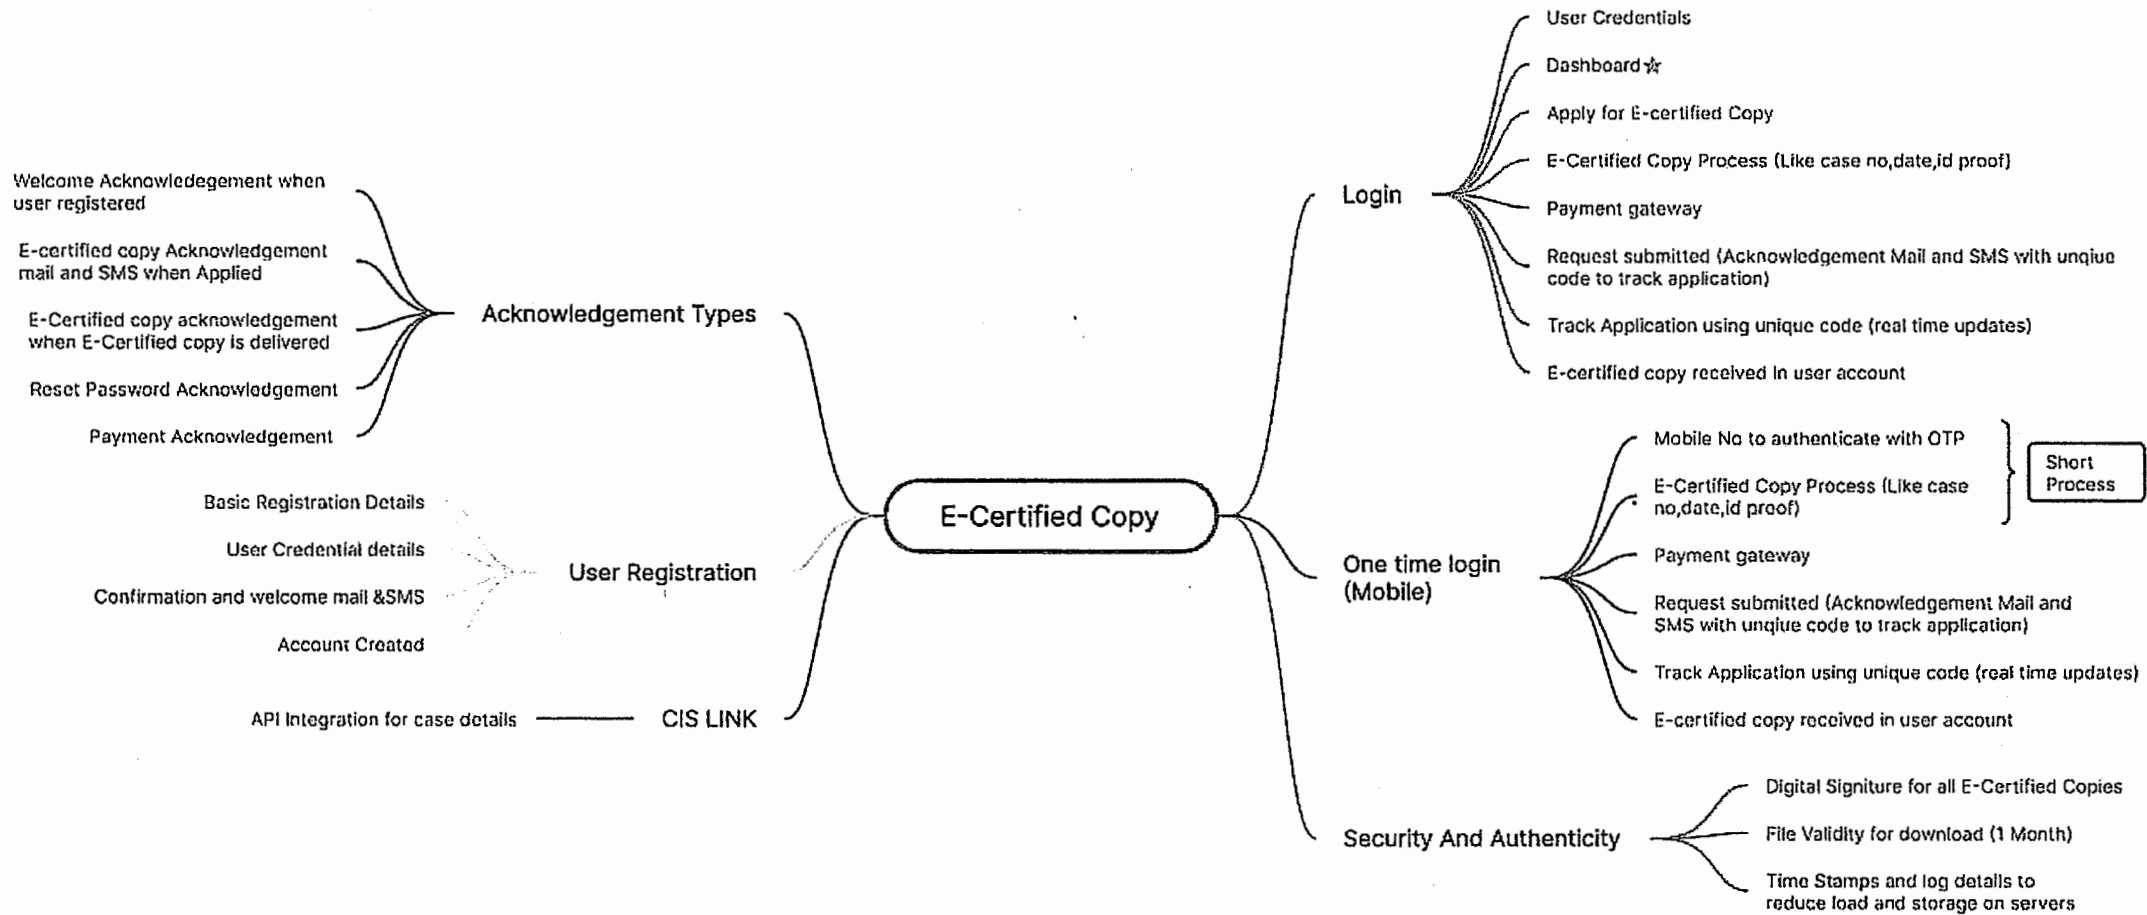 Welcome Acknowledegement when
user registered
E-certified copy Acknowledgement
mail and SMS when Applied
E-Certified copy acknowledgement
when E-Certified copy is delivered
Reset Password Acknowledgement
Payment Acknowledgement
Acknowledgement Types
Basic Registration Details
User Credential details
Confirmation and welcome mail &SMS
Account Created
User Registration
API Integration for case details
CIS LINK
E-Certified Copy
Login
User Credentials
Dashboard☆
Apply for E-certified Copy
E-Certified Copy Process (Like case no,date,id proof)
Payment gateway
Request submitted (Acknowledgement Mail and SMS with unqiue
code to track application)
Track Application using unique code (real time updates)
E-certified copy received in user account
One time login
(Mobile)
Mobile No to authenticate with OTP
E-Certified Copy Process (Like case
no,date,id proof)
Short
Process
Payment gateway
Request submitted (Acknowledgement Mail and
SMS with unqiue code to track application)
Track Application using unique code (real time updates)
E-certified copy received in user account
Security And Authenticity
Digital Signiture for all E-Certified Copies
File Validity for download (1 Month)
Time Stamps and log details to
reduce load and storage on servers